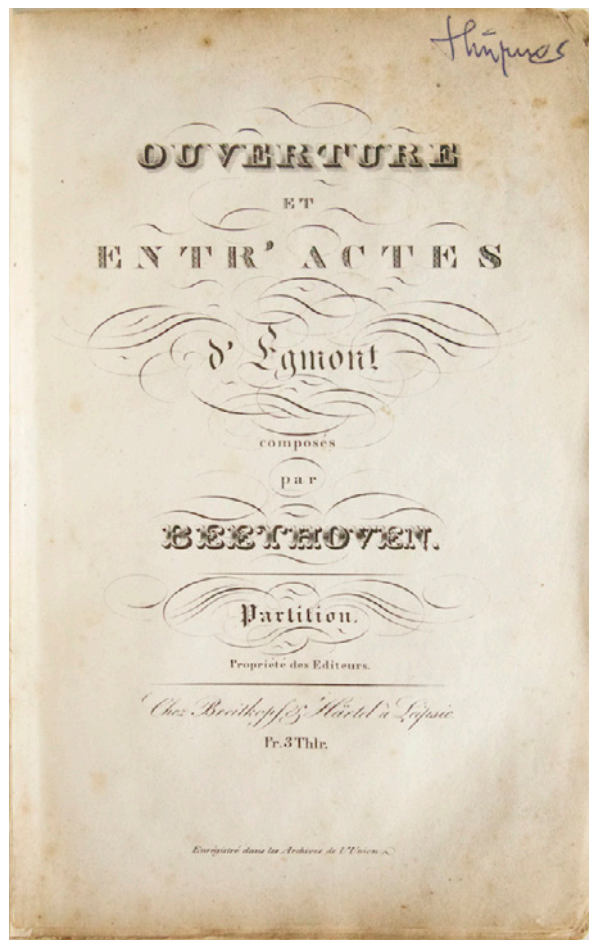 OUVERTURE
ET
ENTR' ACTES
d' Egmont
composés
par
BEETHOVEN.
Partition.
Propriété des Editeurs.
Chez Breitkopf & Härtel à Leipsic
Pr. 3 Thlr.
Enregistré dans les Archives de l'Union